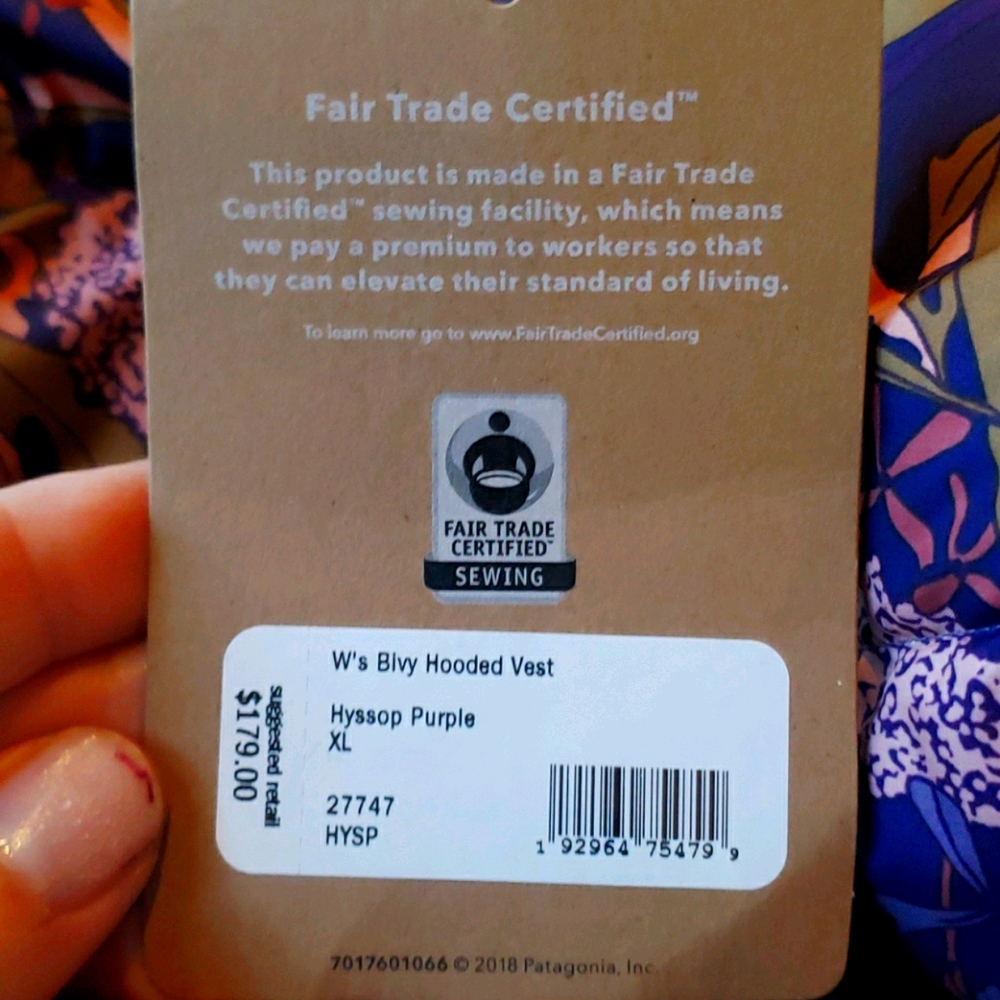 Fair Trade Certified™
This product is made in a Fair Trade
Certified™ sewing facility, which means
we pay a premium to workers so that
they can elevate their standard of living.
To learn more go to www.FairTradeCertified.org
FAIR TRADE
CERTIFIED™
SEWING
suggested retail
$179.00
W's Bivy Hooded Vest
Hyssop Purple
XL
27747
HYSP
1 92964 75479 9
7017601066 © 2018 Patagonia, Inc.